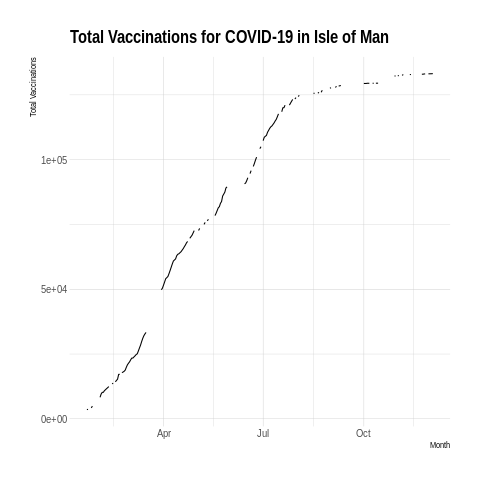 Total Vaccinations for COVID-19 in Isle of Man
Total Vaccinations
1e+05
5e+04
0e+00
Apr Jul Oct
Month